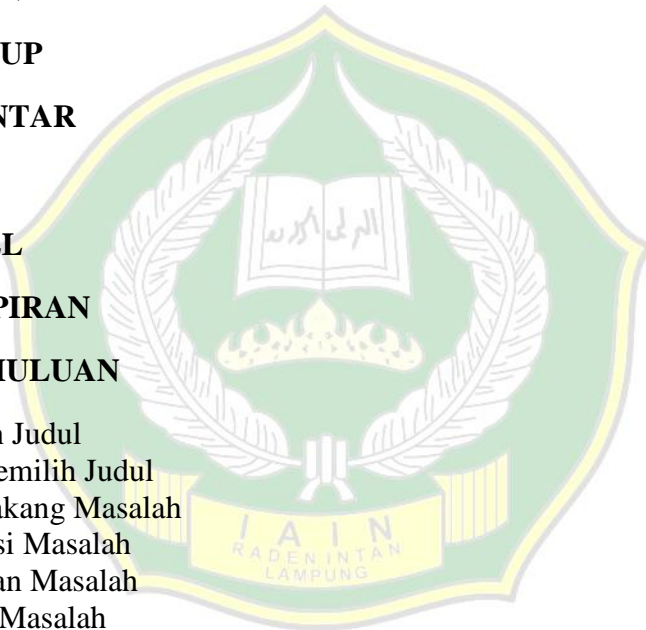 UP
NTAR
L
PIRAN
HULUAN
n Judul
emilih Judul
akang Masalah
si Masalah
an Masalah
Masalah
I A I N
RADEN INTAN
LAMPUNG